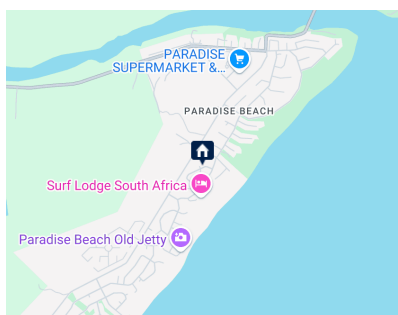 PARADISE
SUPERMARKET &...
PARADISE BEACH
Surf Lodge South Africa
Paradise Beach Old Jetty